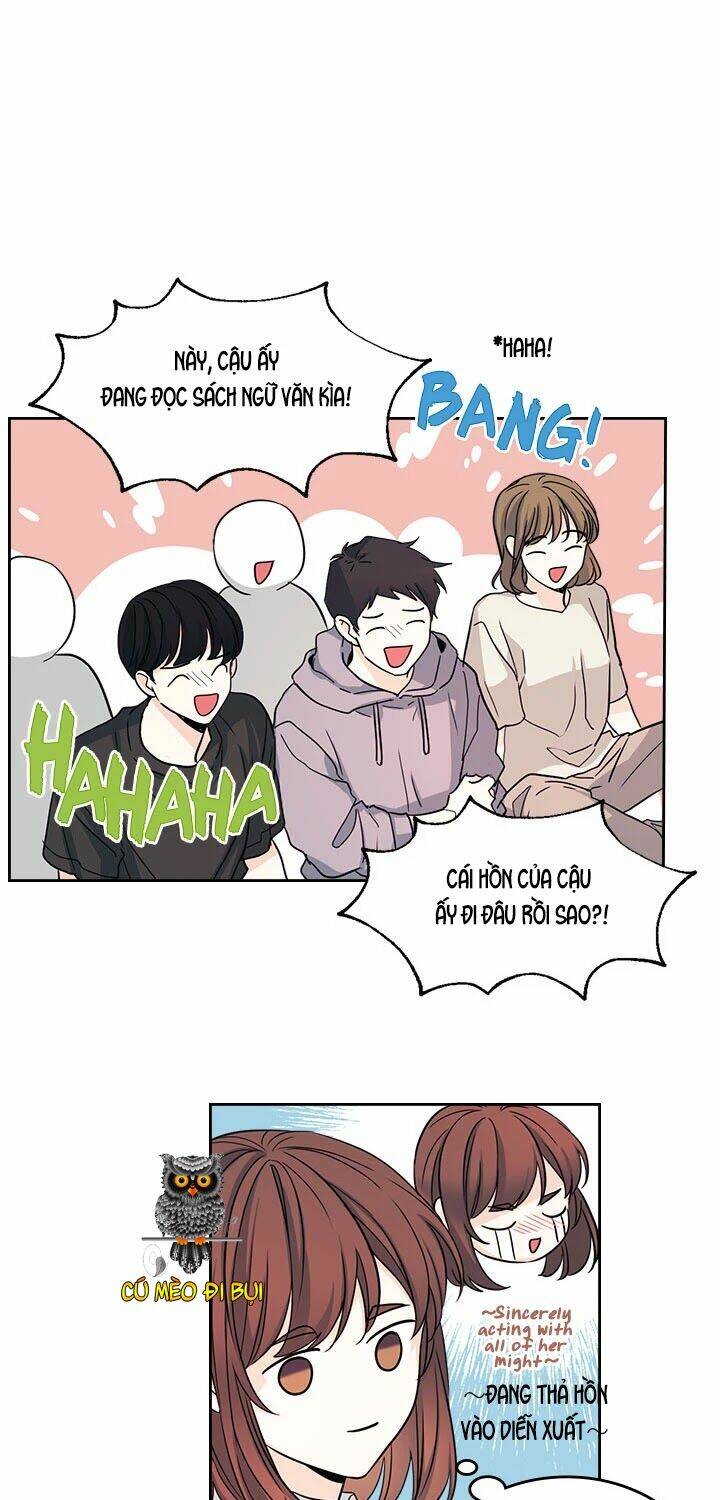 NÀY, CẬU ẤY
ĐANG ĐỌC SÁCH NGỮ VĂN KÌA!
*HAHA!
BANG!
HAHAHA
CÁI HỒN CỦA CẬU
ẤY ĐI ĐÂU RỒI SAO?!
CÚ MÈO ĐI BỤI
~Sincerely
acting with
all of her
might~
~ĐANG THẢ HỒN
VÀO DIỄN XUẤT~